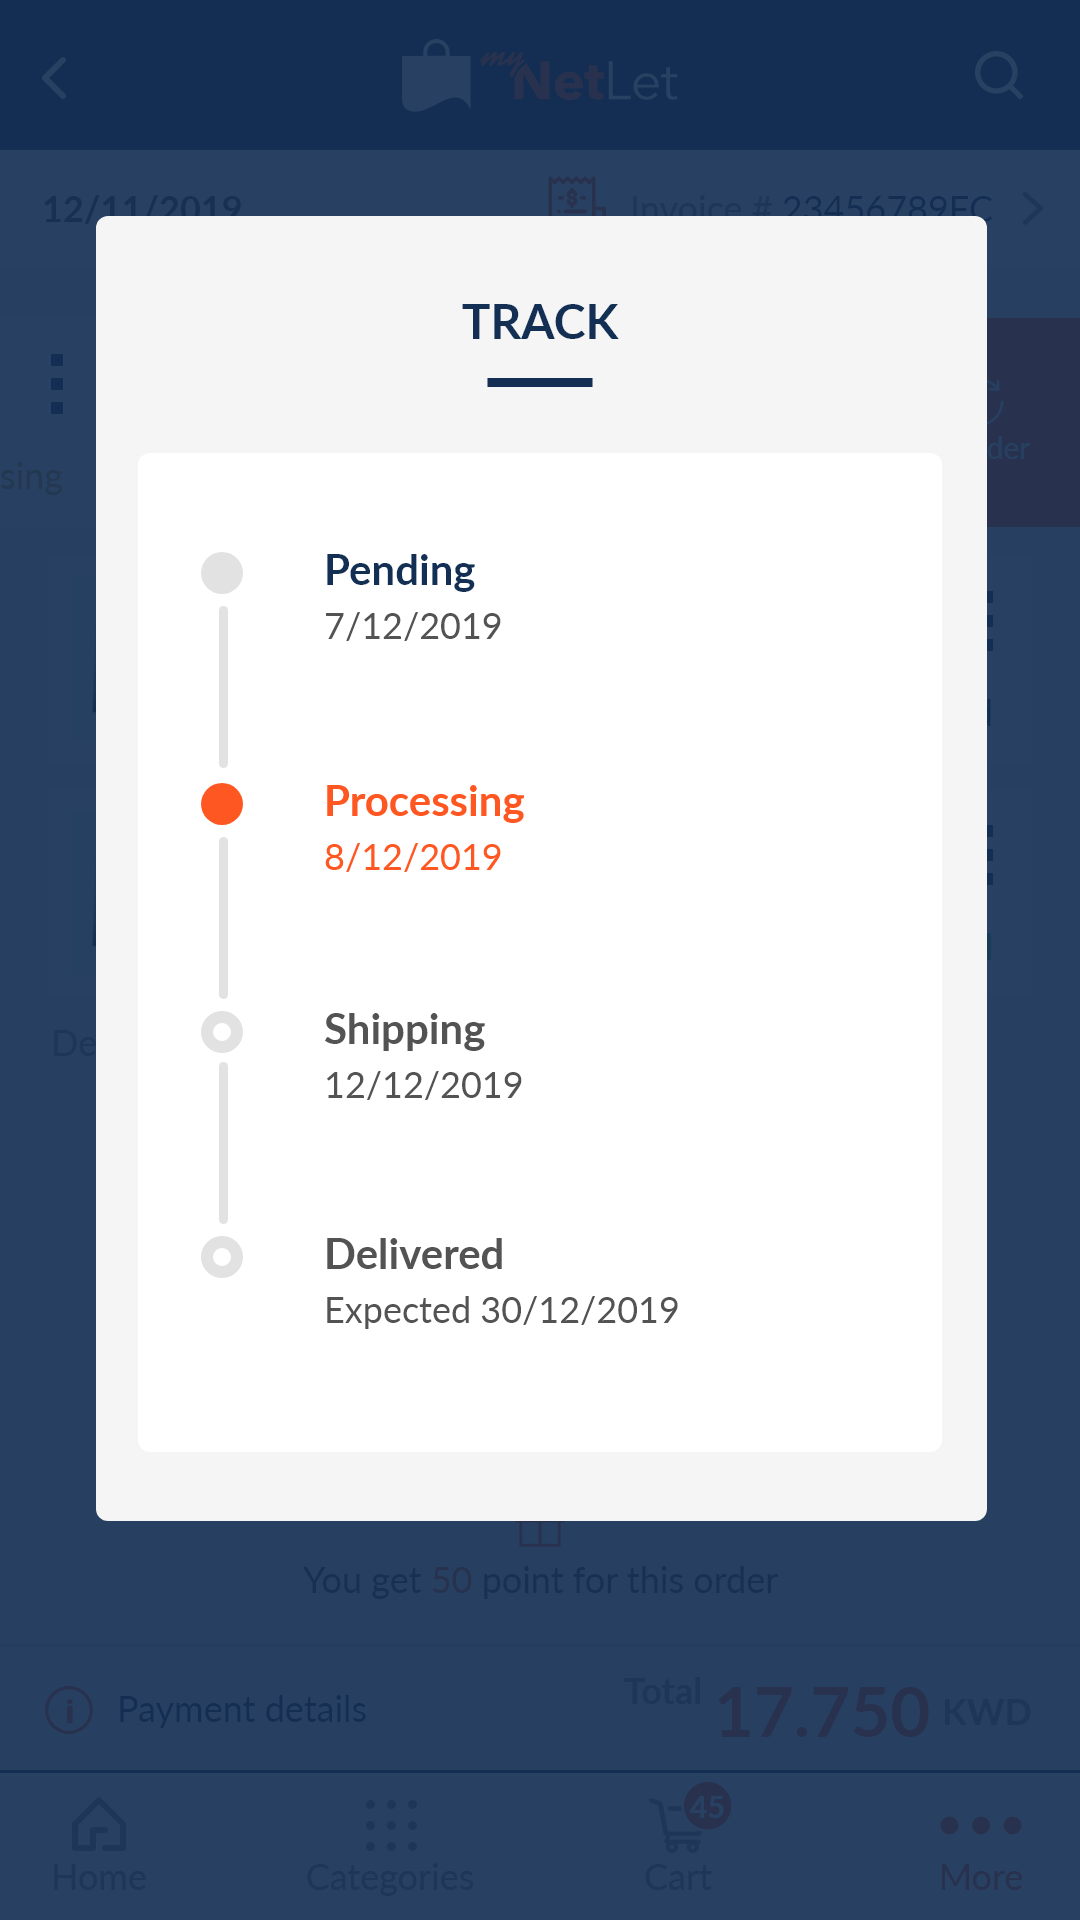 my NetLet
12/11/2019
Invoice # 23456789FC
TRACK
sing
der
Pending
7/12/2019
Processing
8/12/2019
Shipping
12/12/2019
De
Delivered
Expected 30/12/2019
You get 50 point for this order
Payment details
Total 17.750 KWD
45
Home
Categories
Cart
More